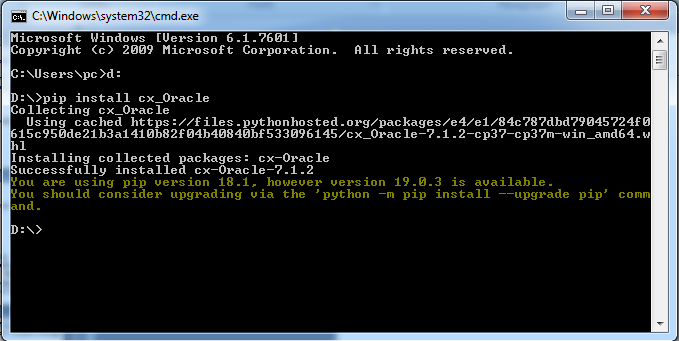 C:\Windows\system32\cmd.exe
Microsoft Windows [Version 6.1.7601]
Copyright (c) 2009 Microsoft Corporation.  All rights reserved.
C:\Users\pc>d:
D:\>pip install cx_Oracle
Collecting cx_Oracle
  Using cached https://files.pythonhosted.org/packages/e4/e1/84c787dbd79045724f0
615c950de21b3a1410b82f04b40840bf533096145/cx_Oracle-7.1.2-cp37-cp37m-win_amd64.w
hl
Installing collected packages: cx-Oracle
Successfully installed cx-Oracle-7.1.2
You are using pip version 18.1, however version 19.0.3 is available.
You should consider upgrading via the 'python -m pip install --upgrade pip' comm
and.
D:\>